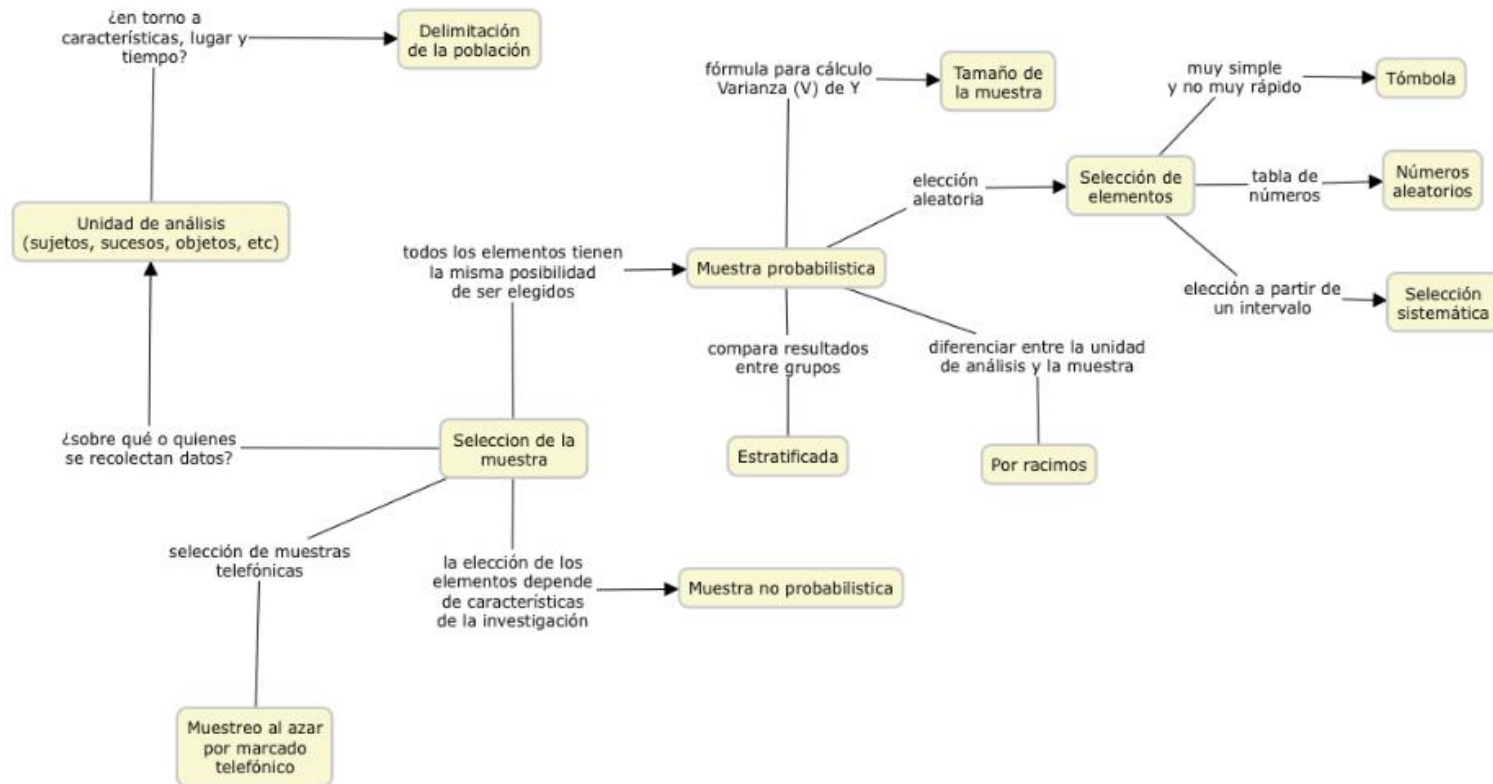 ¿en torno a
características, lugar y
tiempo?
Delimitación
de la población
fórmula para cálculo
Varianza (V) de Y
Tamaño de
la muestra
muy simple
y no muy rápido
Tómbola
Unidad de análisis
(sujetos, sucesos, objetos, etc)
elección
aleatoria
Selección de
elementos
tabla de
números
Números
aleatorios
todos los elementos tienen
la misma posibilidad
de ser elegidos
Muestra probabilistica
elección a partir de
un intervalo
Selección
sistemática
compara resultados
entre grupos
diferenciar entre la unidad
de análisis y la muestra
¿sobre qué o quienes
se recolectan datos?
Seleccion de la
muestra
Estratificada
Por racimos
selección de muestras
telefónicas
la elección de los
elementos depende
de características
de la investigación
Muestra no probabilistica
Muestreo al azar
por marcado
telefónico